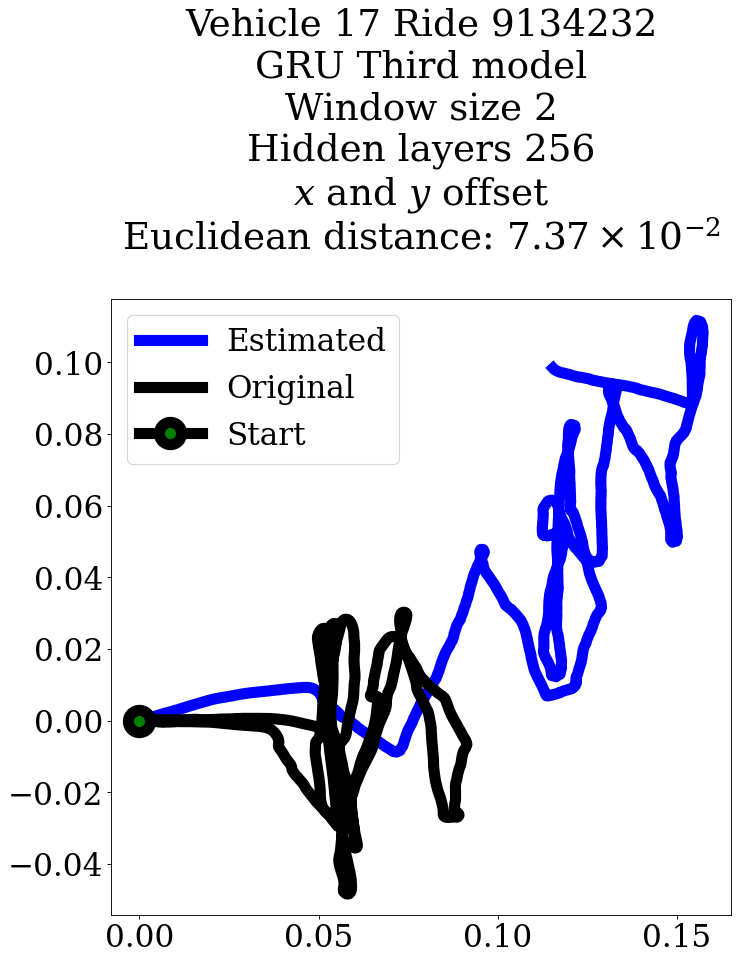 Vehicle 17 Ride 9134232
GRU Third model
Window size 2
Hidden layers 256
x and y offset
Euclidean distance: 7.37 × 10⁻²
Estimated
Original
Start
0.10
0.08
0.06
0.04
0.02
0.00
−0.02
−0.04
0.00 0.05 0.10 0.15